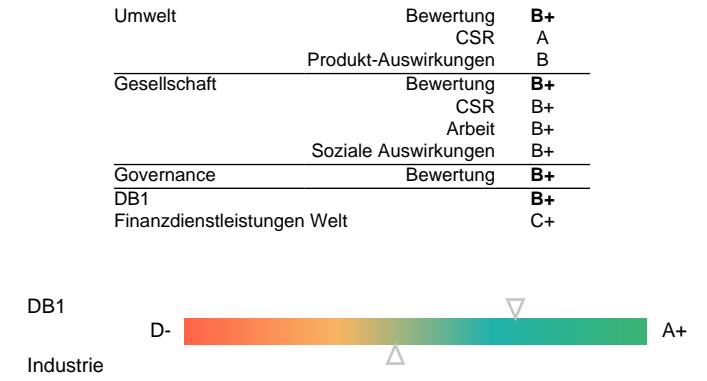 Umwelt Bewertung B+
CSR A
Produkt-Auswirkungen B
Gesellschaft Bewertung B+
CSR B+
Arbeit B+
Soziale Auswirkungen B+
Governance Bewertung B+
DB1 B+
Finanzdienstleistungen Welt C+
DB1
D- A+
Industrie